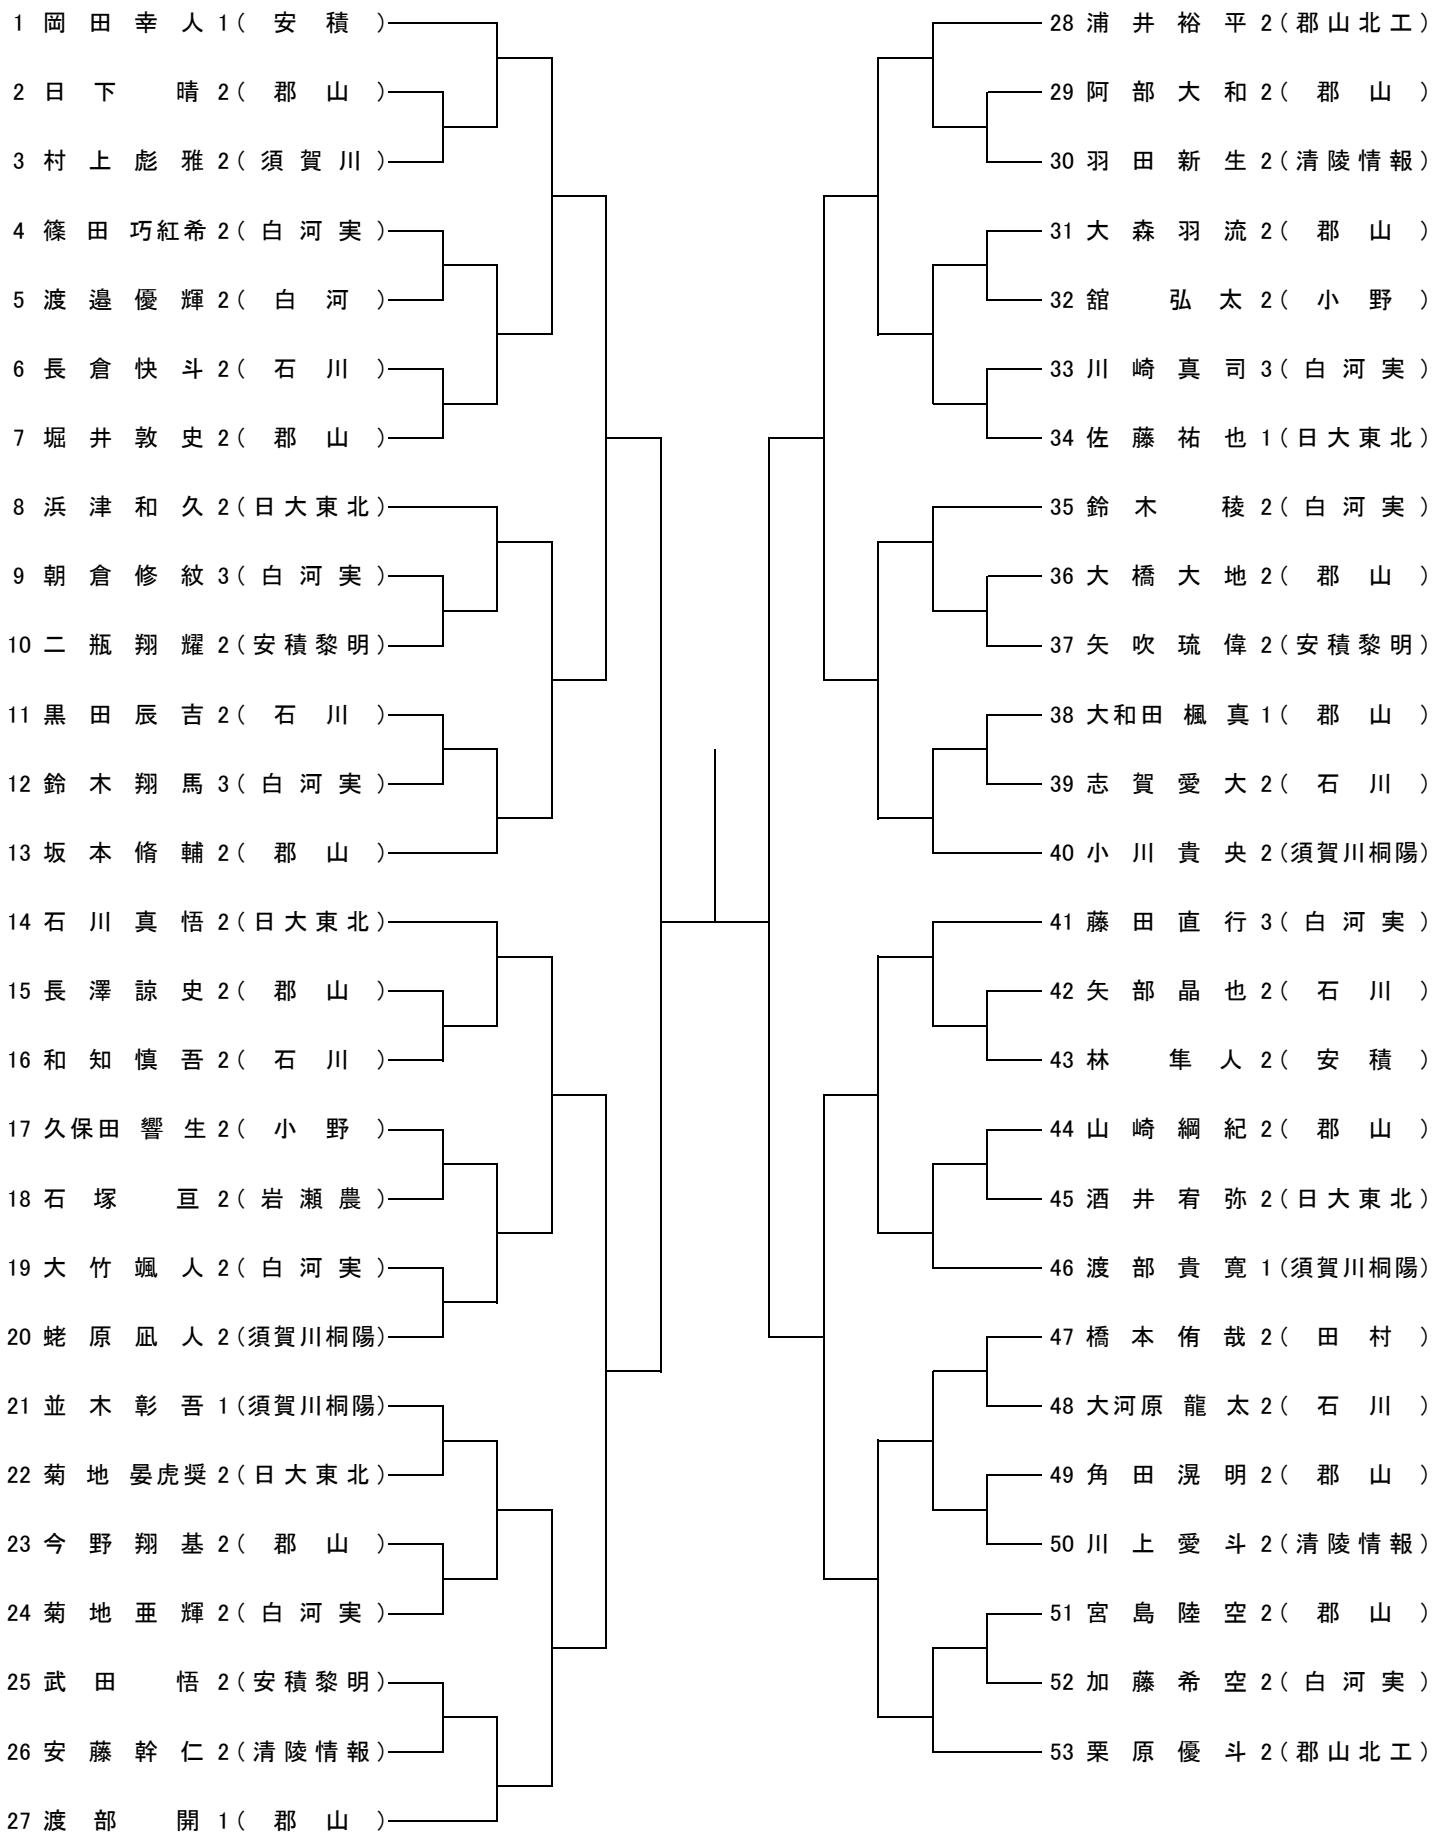 1 岡田幸人 1(安積)
2 日下晴 2(郡山)
3 村上彪雅 2(須賀川)
4 篠田巧紅希 2(白河実)
5 渡邉優輝 2(白河)
6 長倉快斗 2(石川)
7 堀井敦史 2(郡山)
8 浜津和久 2(日大東北)
9 朝倉修紋 3(白河実)
10 二瓶翔耀 2(安積黎明)
11 黒田辰吉 2(石川)
12 鈴木翔馬 3(白河実)
13 坂本脩輔 2(郡山)
14 石川真悟 2(日大東北)
15 長澤諒史 2(郡山)
16 和知慎吾 2(石川)
17 久保田響生 2(小野)
18 石塚亘 2(岩瀬農)
19 大竹颯人 2(白河実)
20 蛯原凪人 2(須賀川桐陽)
21 並木彰吾 1(須賀川桐陽)
22 菊地晏虎奨 2(日大東北)
23 今野翔基 2(郡山)
24 菊地亜輝 2(白河実)
25 武田悟 2(安積黎明)
26 安藤幹仁 2(清陵情報)
27 渡部開 1(郡山)
28 浦井裕平 2(郡山北工)
29 阿部大和 2(郡山)
30 羽田新生 2(清陵情報)
31 大森羽流 2(郡山)
32 舘弘太 2(小野)
33 川崎真司 3(白河実)
34 佐藤祐也 1(日大東北)
35 鈴木稜 2(白河実)
36 大橋大地 2(郡山)
37 矢吹琉偉 2(安積黎明)
38 大和田楓真 1(郡山)
39 志賀愛大 2(石川)
40 小川貴央 2(須賀川桐陽)
41 藤田直行 3(白河実)
42 矢部晶也 2(石川)
43 林隼人 2(安積)
44 山崎綱紀 2(郡山)
45 酒井宥弥 2(日大東北)
46 渡部貴寛 1(須賀川桐陽)
47 橋本侑哉 2(田村)
48 大河原龍太 2(石川)
49 角田滉明 2(郡山)
50 川上愛斗 2(清陵情報)
51 宮島陸空 2(郡山)
52 加藤希空 2(白河実)
53 栗原優斗 2(郡山北工)